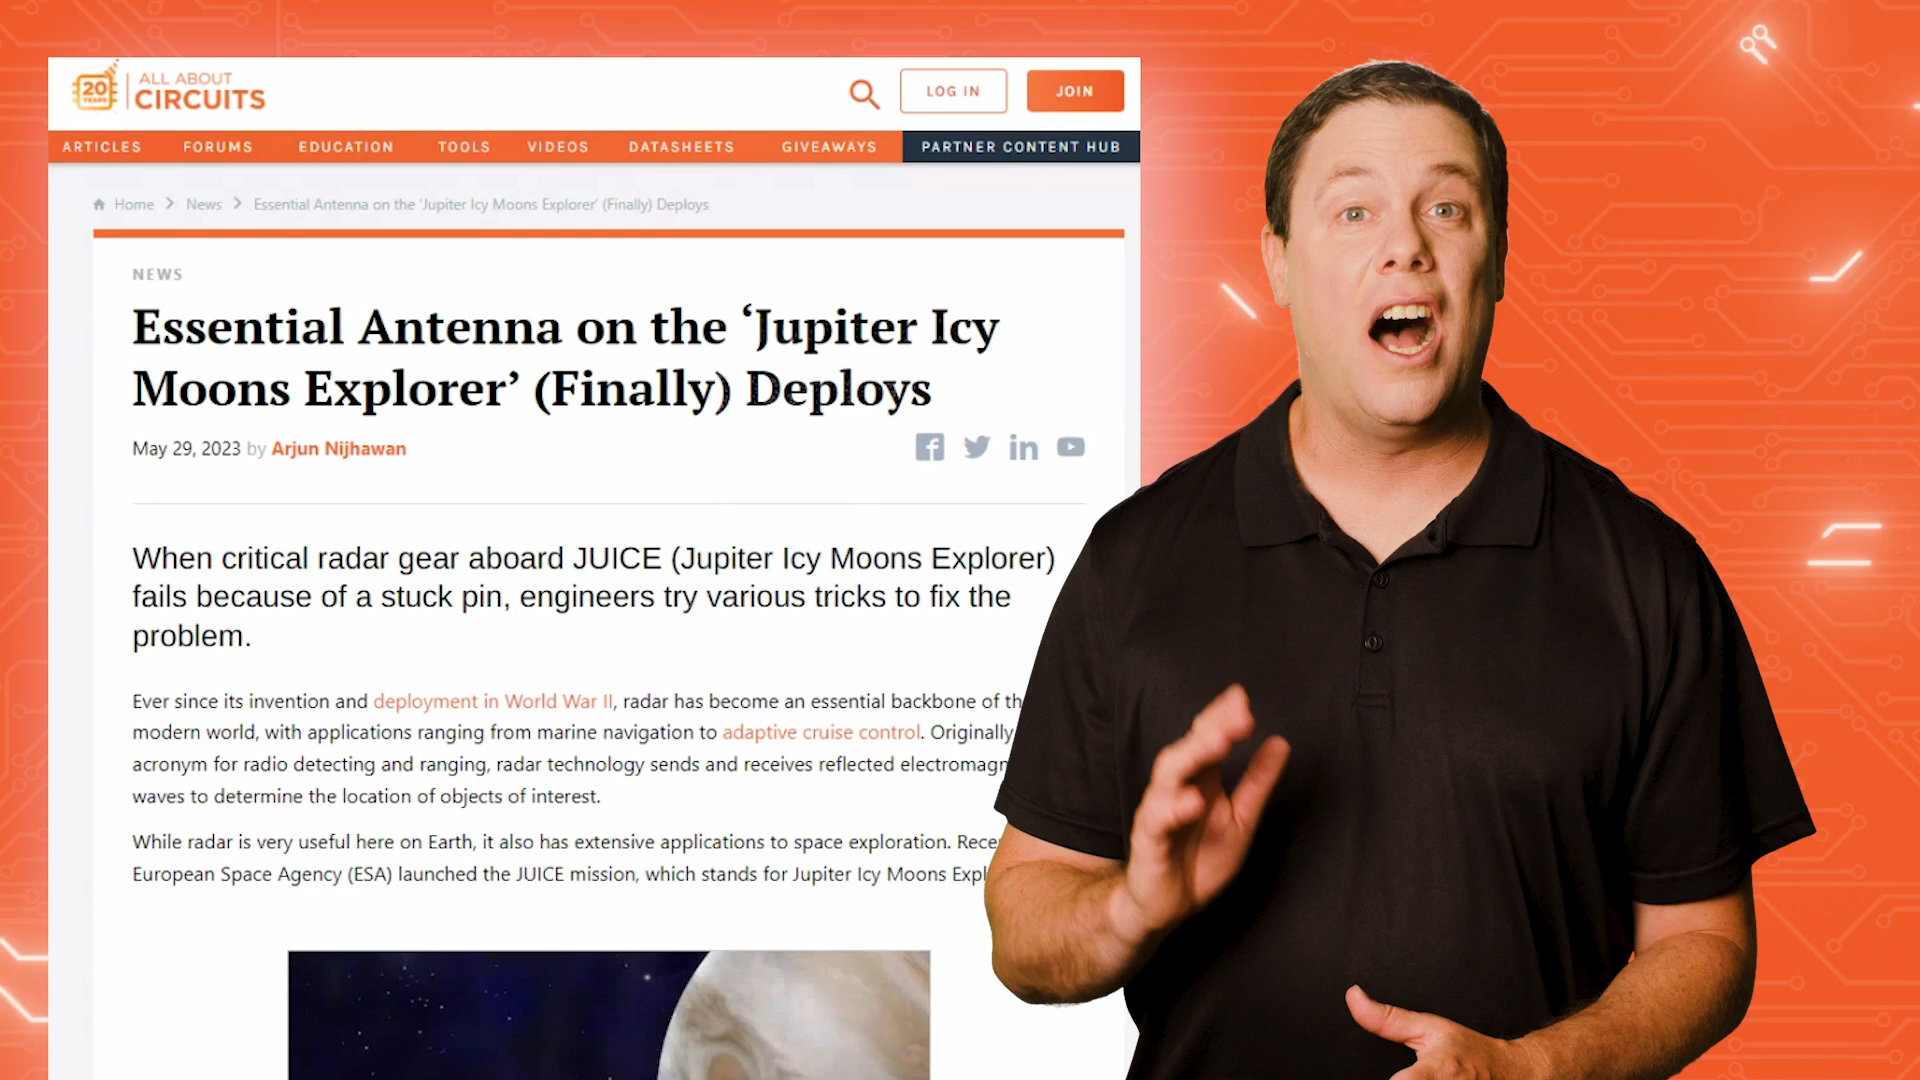 20
YEARS
ALL ABOUT
CIRCUITS
LOG IN
JOIN
ARTICLES FORUMS EDUCATION TOOLS VIDEOS DATASHEETS GIVEAWAYS PARTNER CONTENT HUB
Home > News > Essential Antenna on the 'Jupiter Icy Moons Explorer' (Finally) Deploys
NEWS
Essential Antenna on the ‘Jupiter Icy
Moons Explorer’ (Finally) Deploys
May 29, 2023 by Arjun Nijhawan
When critical radar gear aboard JUICE (Jupiter Icy Moons Explorer)
fails because of a stuck pin, engineers try various tricks to fix the
problem.
Ever since its invention and deployment in World War II, radar has become an essential backbone of th
modern world, with applications ranging from marine navigation to adaptive cruise control. Originally
acronym for radio detecting and ranging, radar technology sends and receives reflected electromagn
waves to determine the location of objects of interest.
While radar is very useful here on Earth, it also has extensive applications to space exploration. Rece
European Space Agency (ESA) launched the JUICE mission, which stands for Jupiter Icy Moons Expl